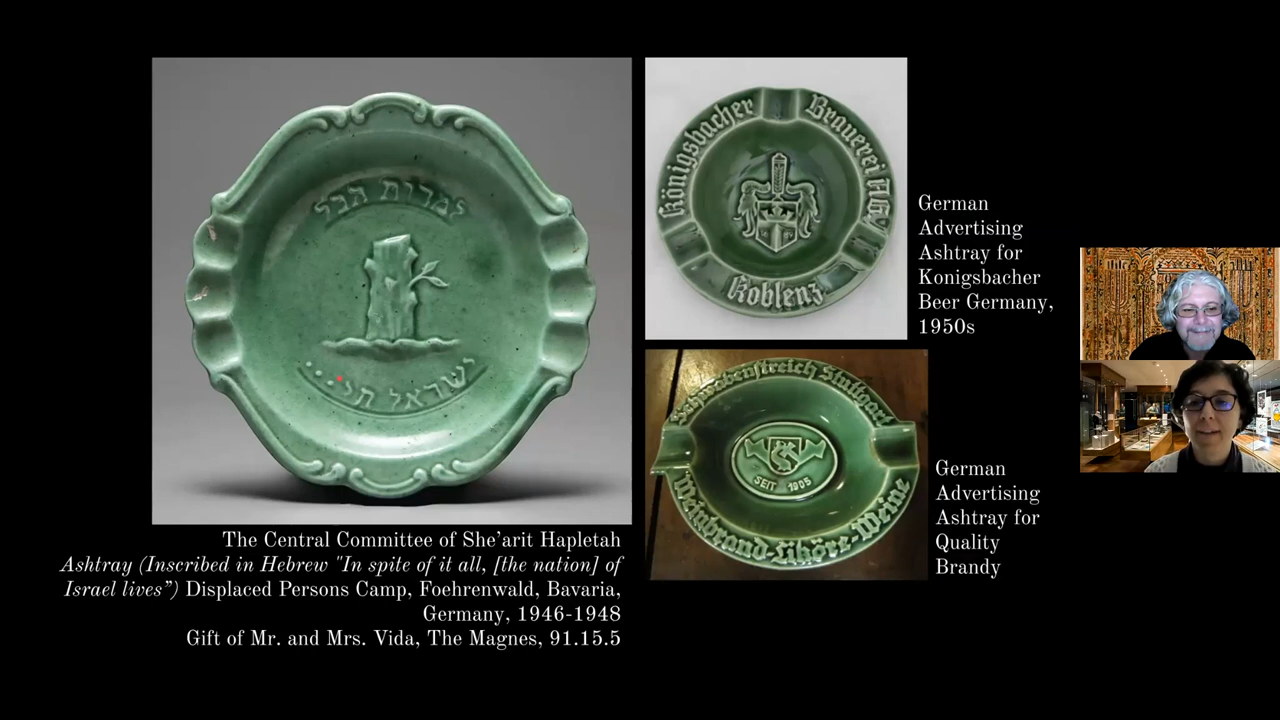 למרות הכל
ישראל חי...
The Central Committee of She’arit Hapletah
Ashtray (Inscribed in Hebrew "In spite of it all, [the nation] of
Israel lives”) Displaced Persons Camp, Foehrenwald, Bavaria,
Germany, 1946-1948
Gift of Mr. and Mrs. Vida, The Magnes, 91.15.5
Königsbacher Brauerei A.G.
Koblenz
German
Advertising
Ashtray for
Konigsbacher
Beer Germany,
1950s
Schwabenstreich Stuttgart
SEIT 1905
Weinbrand-Liköre-Weine
German
Advertising
Ashtray for
Quality
Brandy